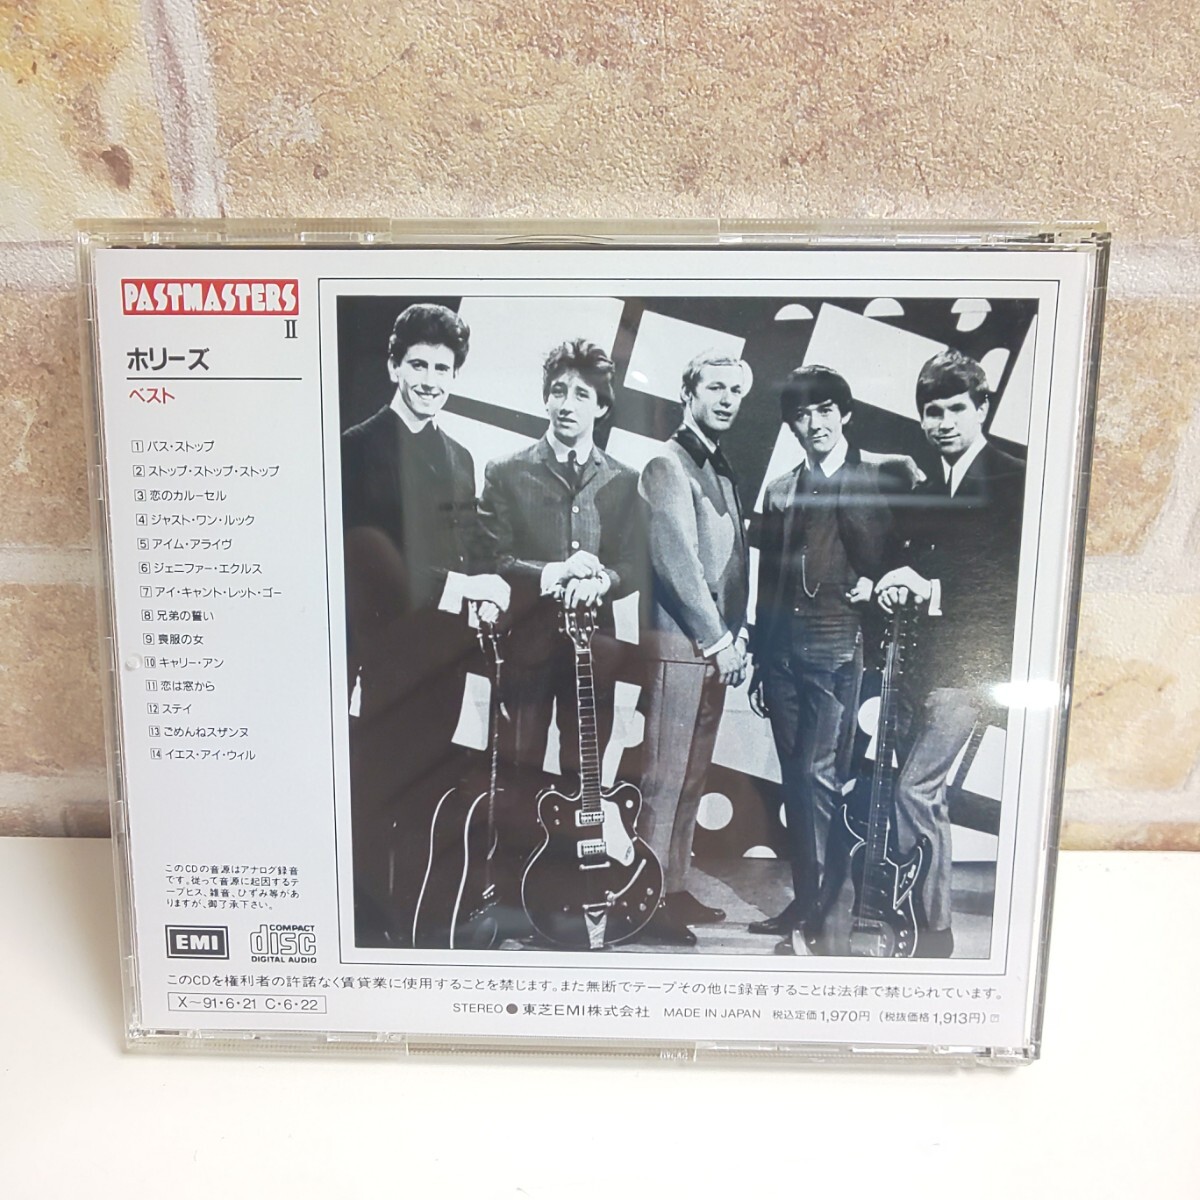 PASTMASTERS
II
ホリーズ
ベスト
1 バス・ストップ
2 ストップ・ストップ・ストップ
3 恋のカルーセル
4 ジャスト・ワン・ルック
5 アイム・アライヴ
6 ジェニファー・エクルス
7 アイ・キャント・レット・ゴー
8 兄弟の誓い
9 喪服の女
10 キャリー・アン
11 恋は窓から
12 ステイ
13 ごめんねスザンヌ
14 イエス・アイ・ウィル
このCDの音源はアナログ録音
です。従って音源に起因するテ
ープヒス、雑音、ひずみ等があ
りますが、御了承下さい。
EMI
COMPACT
disc
DIGITAL AUDIO
このCDを権利者の許諾なく賃貸業に使用することを禁じます。また無断でテープその他に録音することは法律で禁じられています。
X〜91・6・21 C・6・22
STEREO ● 東芝EMI株式会社 MADE IN JAPAN 税込定価1,970円(税抜価格1,913円)